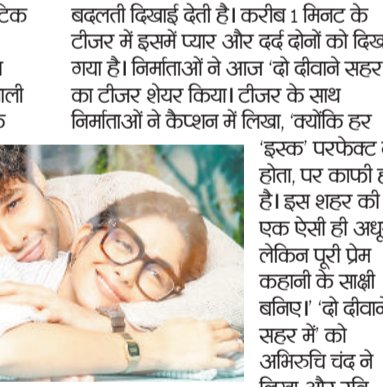 टिक
ाली
बदलती दिखाई देती है। करीब 1 मिनट के
टीजर में इसमें प्यार और दर्द दोनों को
गया है। निर्माताओं ने आज ‘दो दीवाने सहर
का टीजर शेयर किया। टीजर के साथ
निर्माताओं ने कैप्शन में लिखा, ‘क्योंकि हर
‘इस्क’ परफेक्ट
होता, पर काफी
है। इस शहर की
एक ऐसी ही
लेकिन पूरी प्रेम
कहानी के साक्षी
बनिए।’ ‘दो
सहर में’ को
अभिरुचि चंद ने
लिखा और